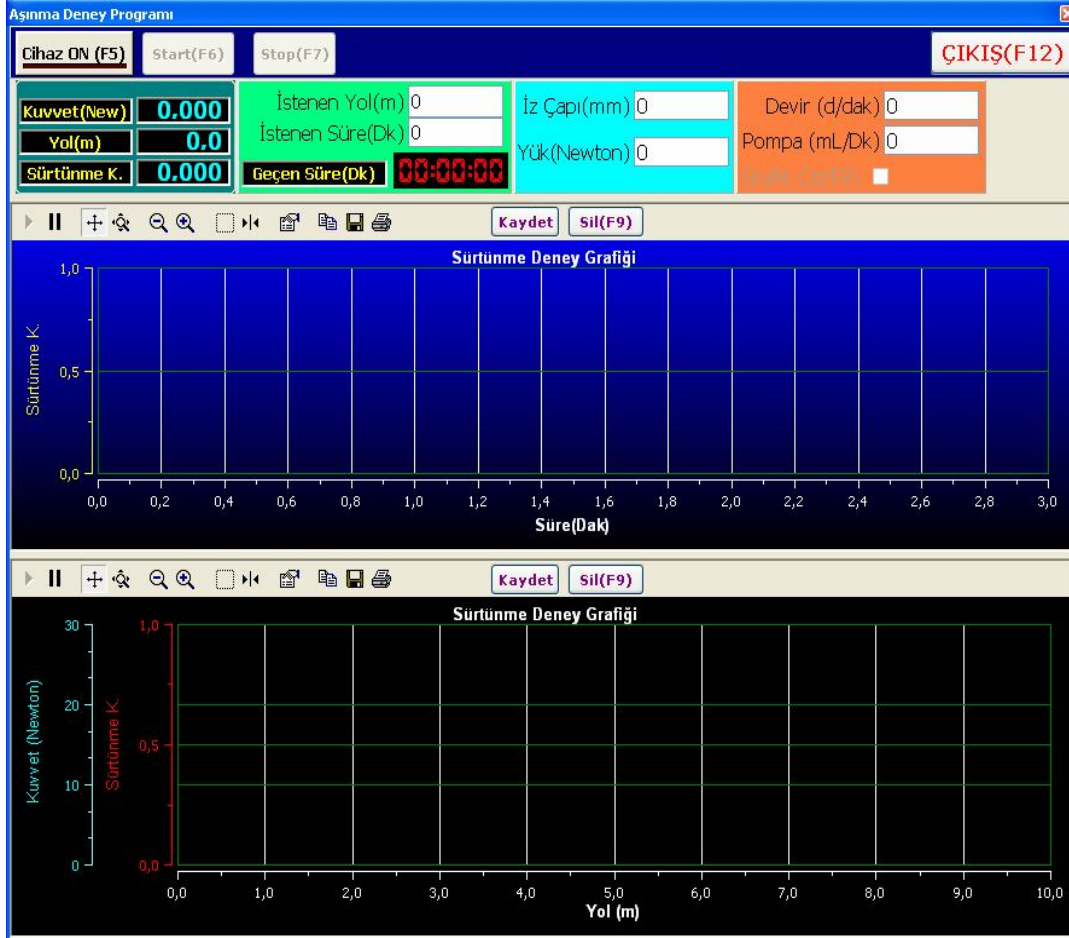 Aşınma Deney Programı
Cihaz ON (F5) Start(F6) Stop(F7) ÇIKIŞ(F12)
Kuvvet(New) 0.000
Yol(m) 0.0
Sürtünme K. 0.000
İstenen Yol(m) 0
İstenen Süre(Dk) 0
Geçen Süre(Dk) 00:00:00
İz Çapı(mm) 0
Yük(Newton) 0
Devir (d/dak) 0
Pompa (mL/Dk) 0
Kaydet Sil(F9)
Sürtünme Deney Grafiği
Sürtünme K.
1,0
0,5
0,0
0,0 0,2 0,4 0,6 0,8 1,0 1,2 1,4 1,6 1,8 2,0 2,2 2,4 2,6 2,8 3,0
Süre(Dak)
Kaydet Sil(F9)
Sürtünme Deney Grafiği
Kuvvet (Newton)
30
20
10
0
Sürtünme K.
1,0
0,5
0,0
0,0 1,0 2,0 3,0 4,0 5,0 6,0 7,0 8,0 9,0 10,0
Yol (m)